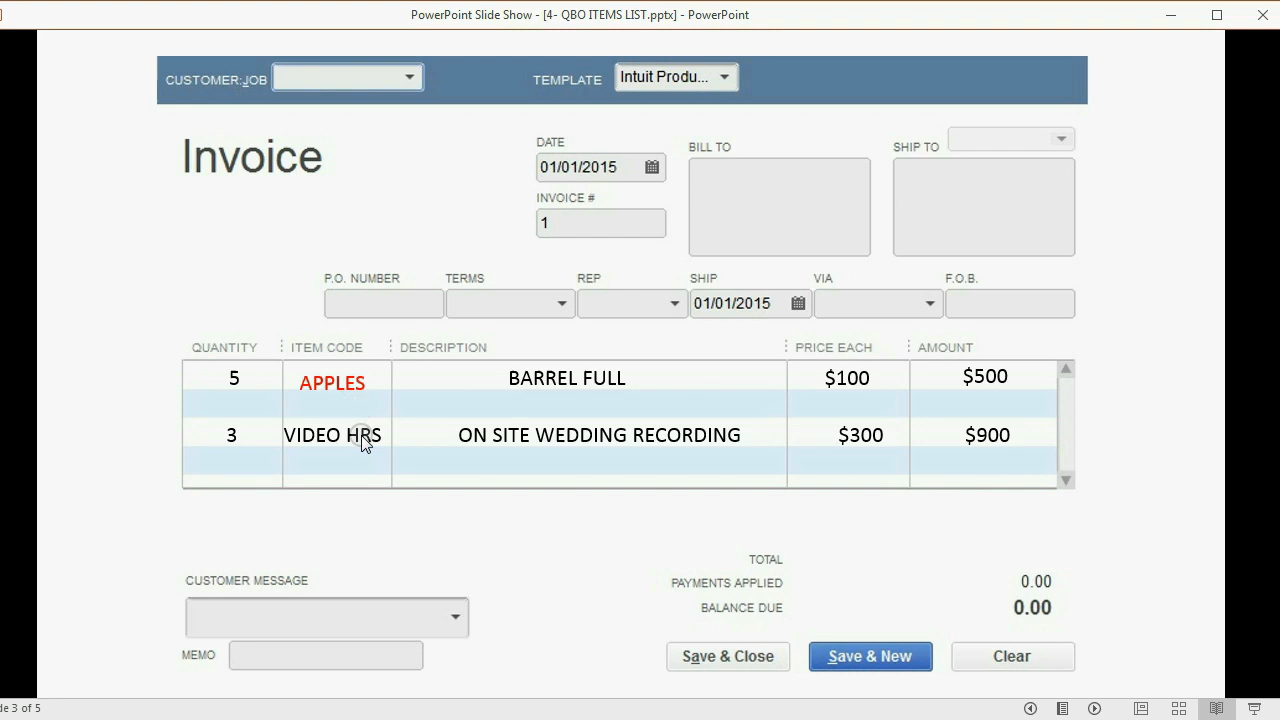 PowerPoint Slide Show - [4- QBO ITEMS LIST.pptx] - PowerPoint
CUSTOMER:JOB TEMPLATE Intuit Produ...
Invoice
DATE BILL TO SHIP TO
01/01/2015
INVOICE #
1
P.O. NUMBER TERMS REP SHIP VIA F.O.B.
01/01/2015
QUANTITY ITEM CODE DESCRIPTION PRICE EACH AMOUNT
5 APPLES BARREL FULL $100 $500
3 VIDEO HRS ON SITE WEDDING RECORDING $300 $900
TOTAL
CUSTOMER MESSAGE PAYMENTS APPLIED 0.00
BALANCE DUE 0.00
MEMO Save & Close Save & New Clear
de 3 of 5